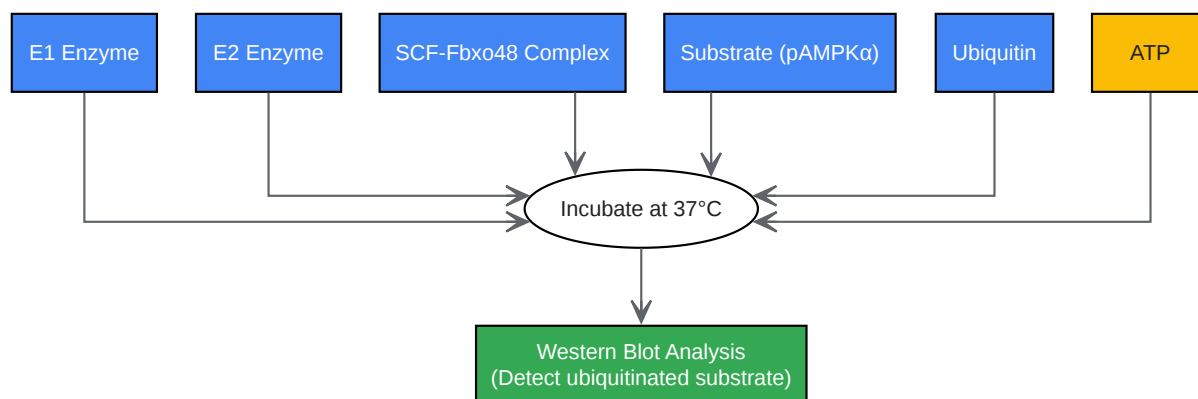 E1 Enzyme
E2 Enzyme
SCF-Fbxo48 Complex
Substrate (pAMPKα)
Ubiquitin
ATP
Incubate at 37°C
Western Blot Analysis
(Detect ubiquitinated substrate)